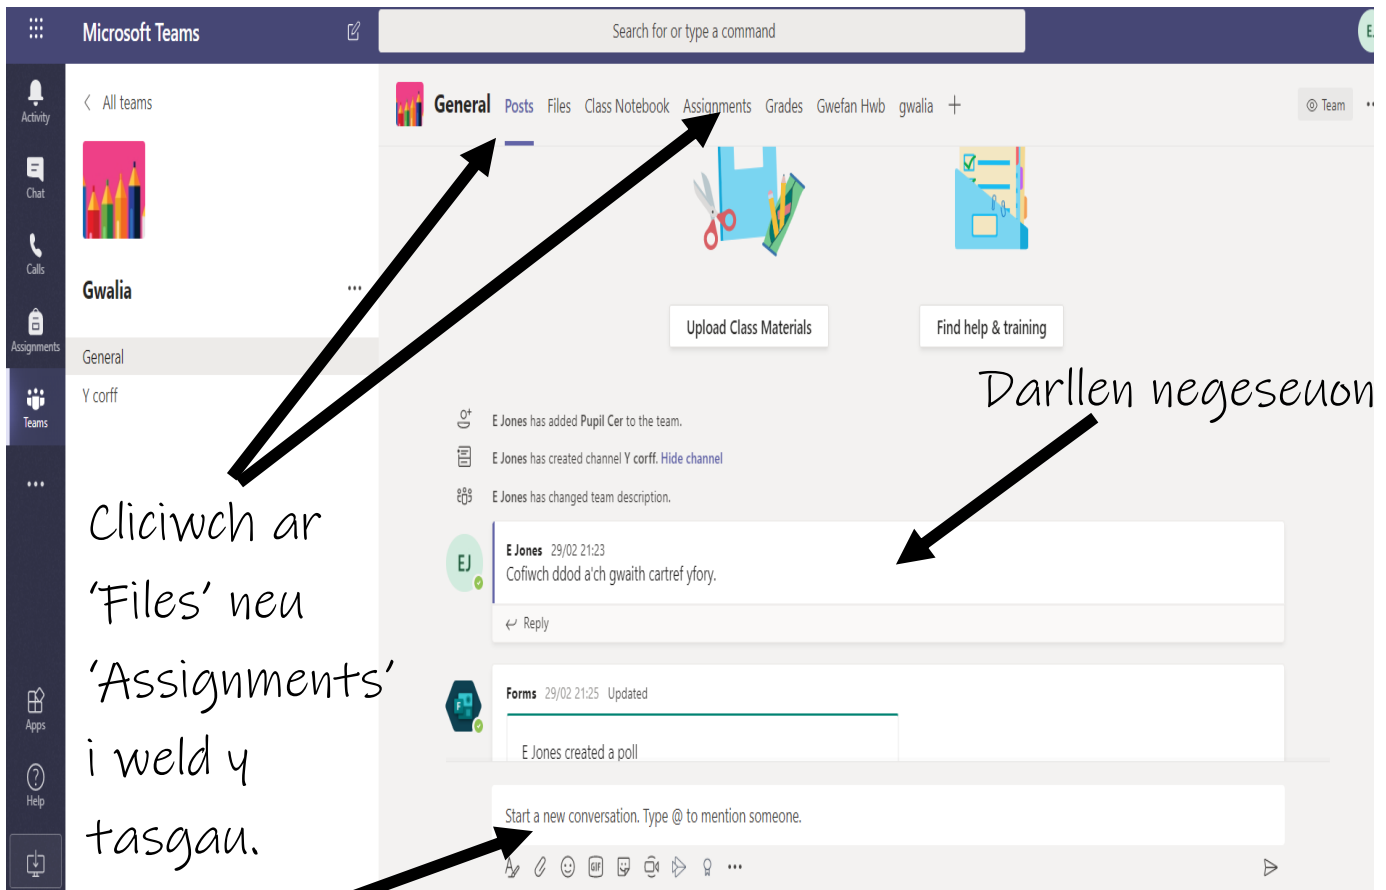 Microsoft Teams
Search for or type a command
Activity
Chat
Calls
Assignments
Teams
Apps
Help
All teams
Gwalia
General
Y corff
General Posts Files Class Notebook Assignments Grades Gwefan Hwb gwalia
Team
Upload Class Materials
Find help & training
Darllen negeseuon
E Jones has added Pupil Cer to the team.
E Jones has created channel Y corff. Hide channel
E Jones has changed team description.
EJ
E Jones 29/02 21:23
Cofiwch ddod a'ch gwaith cartref yfory.
Reply
Forms 29/02 21:25 Updated
E Jones created a poll
Start a new conversation. Type @ to mention someone.
GIF
Cliciwch ar
‘Files’ neu
‘Assignments’
i weld y
tasgau.